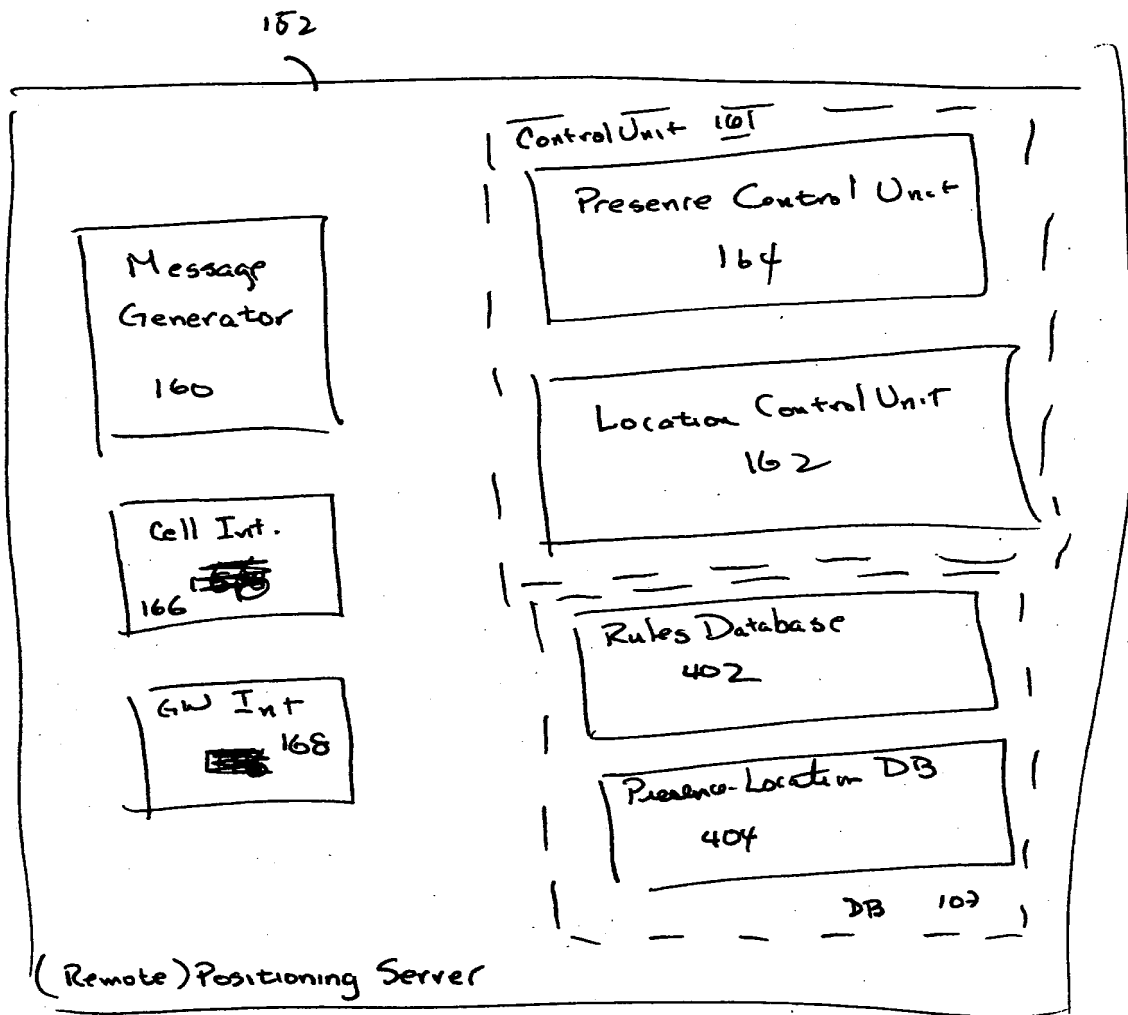 152
Control Unit 161
Presence Control Unit
164
Message
Generator
160
Location Control Unit
162
Cell Int.
166
Rules Database
402
GW Int
168
Presence-Location DB
404
DB 107
(Remote) Positioning Server